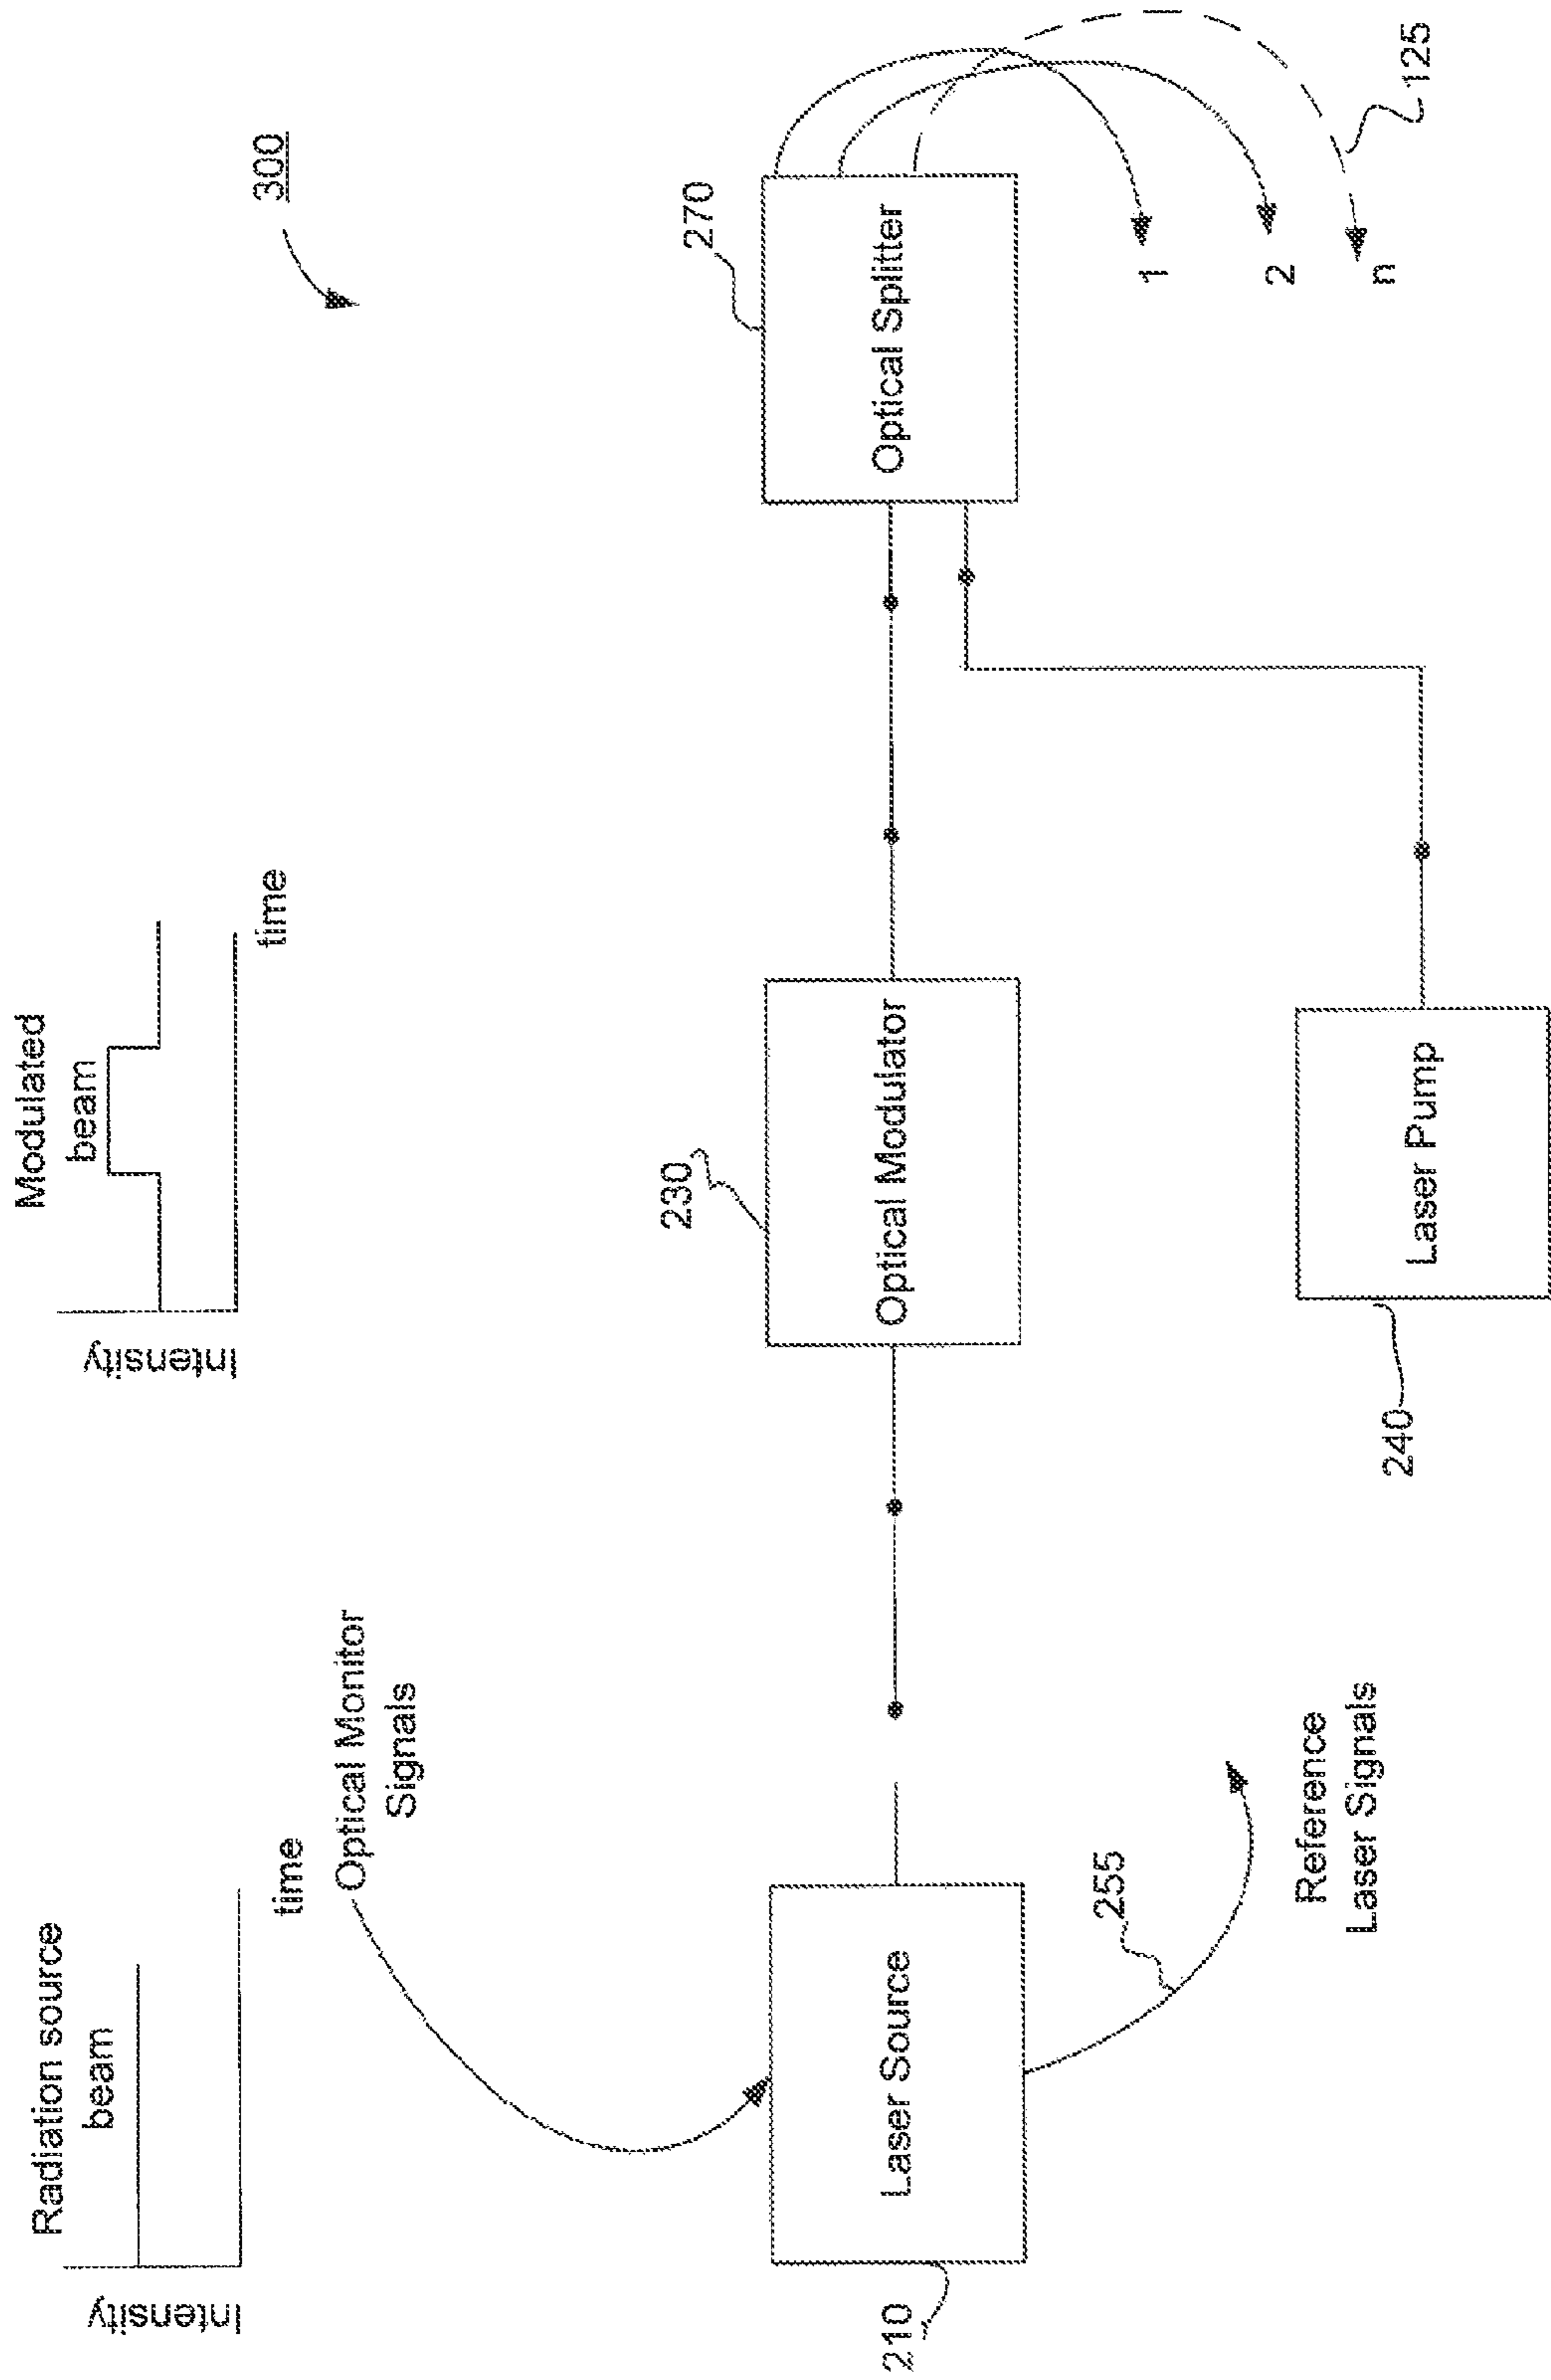 300
Radiation source
beam
Intensity
time
Modulated
beam
Intensity
time
Optical Monitor
Signals
210
Laser Source
255
Reference
Laser Signals
230
Optical Modulator
240
Laser Pump
270
Optical Splitter
1
2
n
125